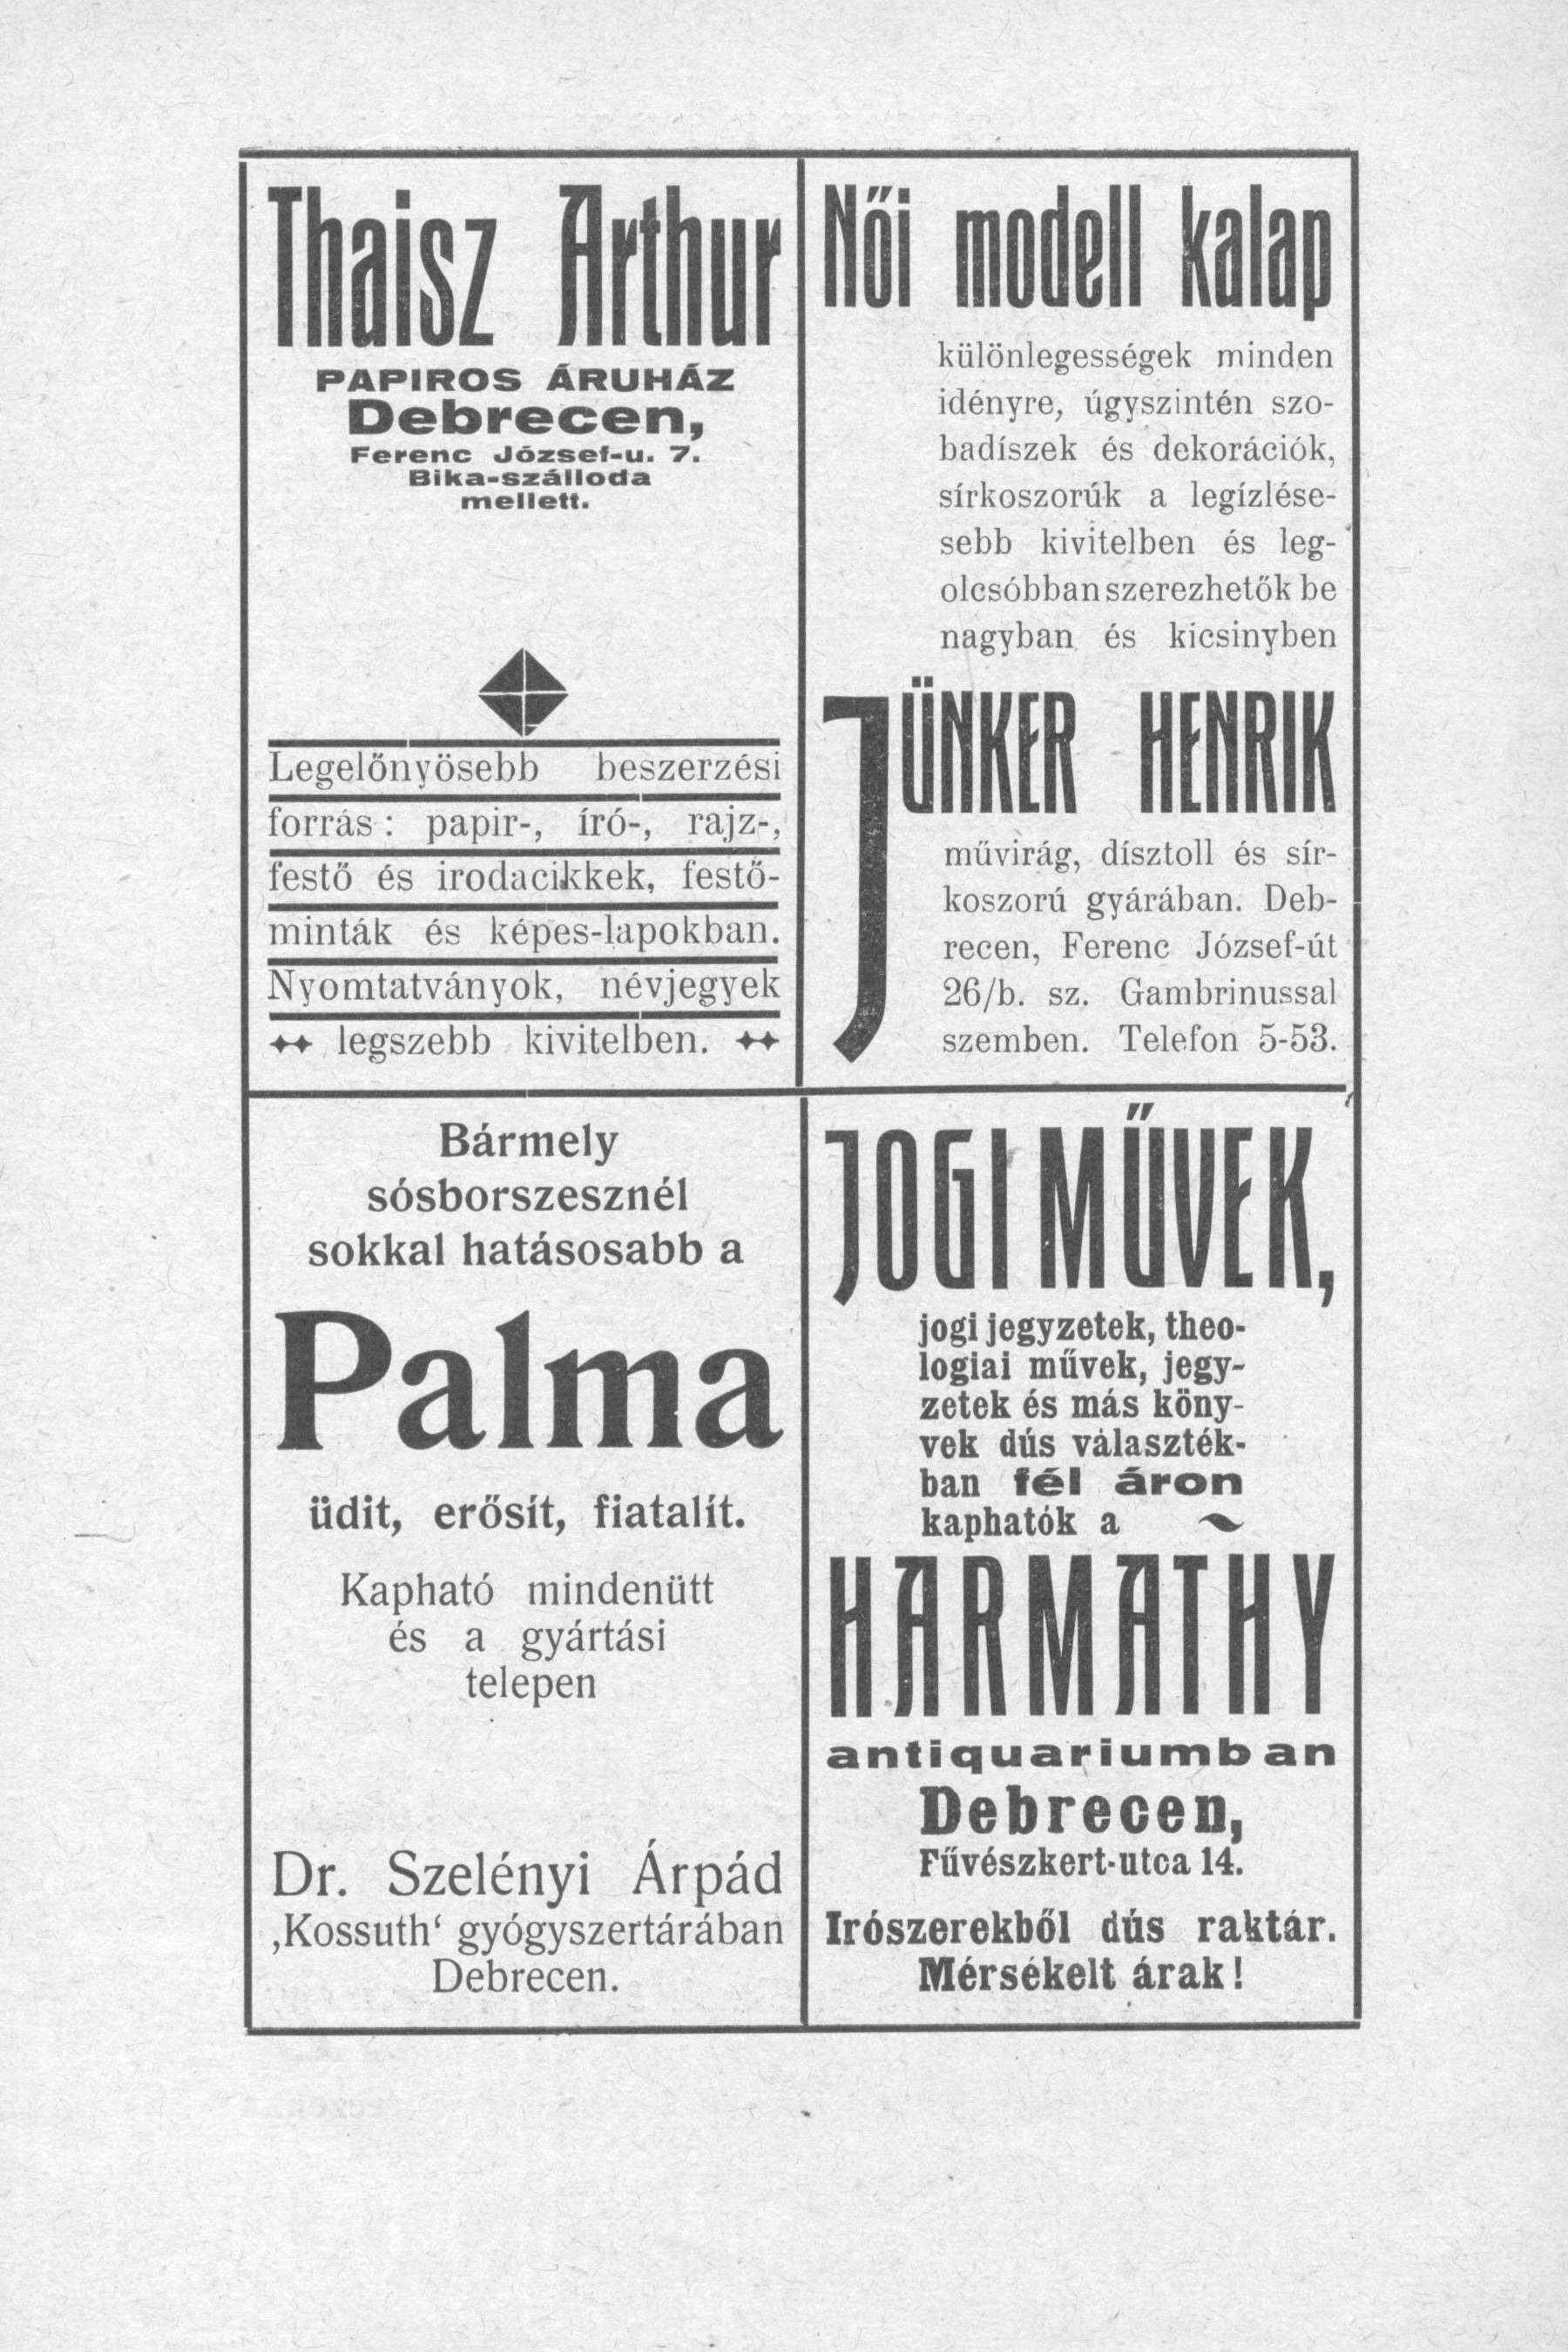 Thaisz Arthur
PAPIROS ÁRUHÁZ
Debrecen,
Ferenc József-u. 7.
Bika-szálloda
mellett.
Legelőnyösebb beszerzési
forrás: papir-, író-, rajz-,
festő és irodacikkek, festő-
minták és képes-lapokban.
Nyomtatványok, névjegyek
legszebb kivitelben.
Női modell kalap
különlegességek minden
idényre, úgyszintén szo-
badíszek és dekorációk,
sírkoszorúk a legízlése-
sebb kivitelben és leg-
olcsóbban szerezhetők be
nagyban és kicsinyben
JÜNKER HENRIK
művirág, dísztoll és sír-
koszorú gyárában. Deb-
recen, Ferenc József-út
26/b. sz. Gambrinussal
szemben. Telefon 5-53.
Bármely
sósborszesznél
sokkal hatásosabb a
Palma
üdit, erősít, fiatalít.
Kapható mindenütt
és a gyártási
telepen
Dr. Szelényi Árpád
‚Kossuth‘ gyógyszertárában
Debrecen.
JOGI MŰVEK,
jogi jegyzetek, theo-
logiai művek, jegy-
zetek és más köny-
vek dús választék-
ban fél áron
kaphatók a
HARMATHY
antiquariumban
Debrecen,
Füvészkert-utca 14.
Irószerekből dús raktár.
Mérsékelt árak!